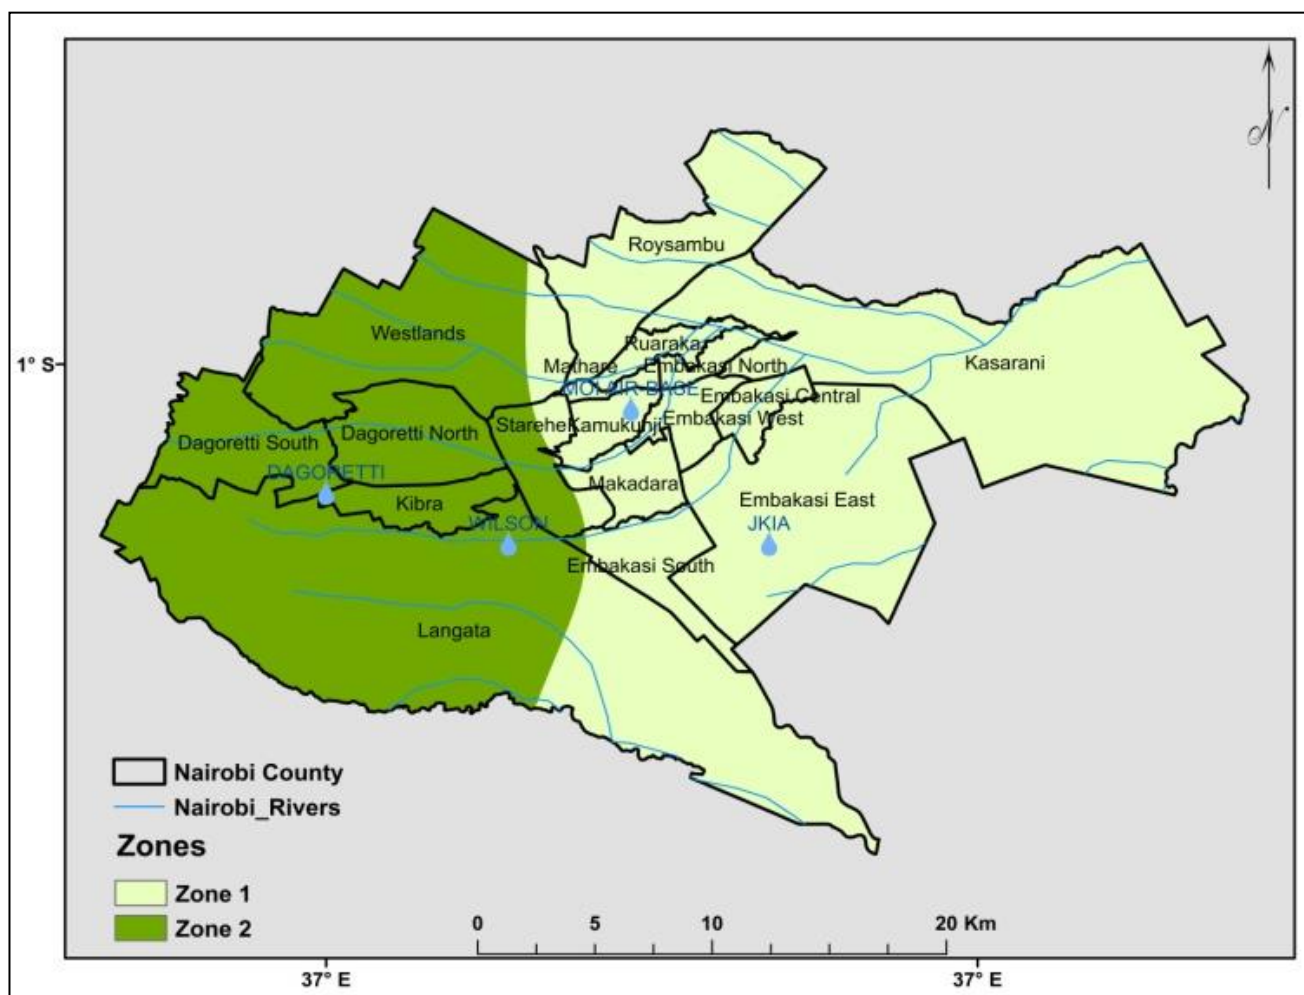 N
Roysambu
Westlands
Ruaraka
1° S
Mathare
Embakasi North
Kasarani
MOI AIR BASE
Embakasi Central
Starehe
Kamukunji
Embakasi West
Dagoretti South
Dagoretti North
DAGORETTI
Makadara
Kibra
Embakasi East
WILSON
JKIA
Embakasi South
Langata
Nairobi County
Nairobi_Rivers
Zones
Zone 1
Zone 2
0 5 10 20 Km
37° E 37° E